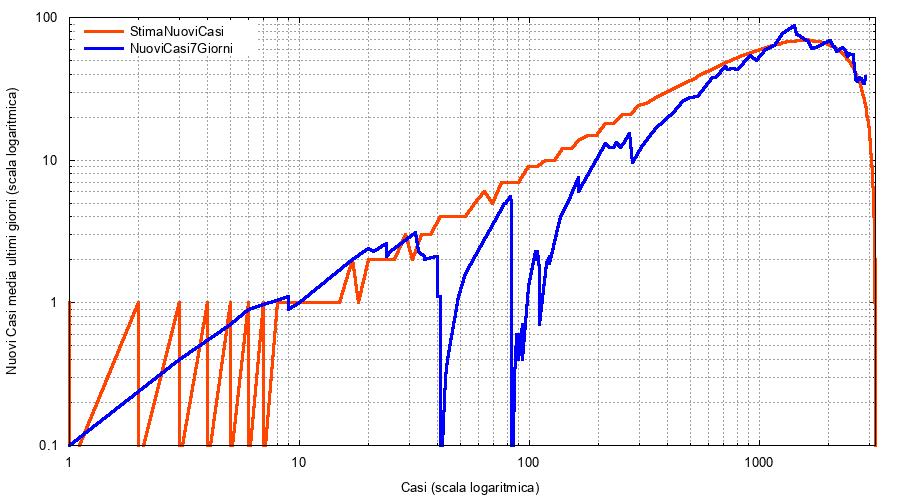 100
StimaNuoviCasi
NuoviCasi7Giorni
10
1
0.1
Nuovi Casi media ultimi giorni (scala logaritmica)
1 10 100 1000
Casi (scala logaritmica)